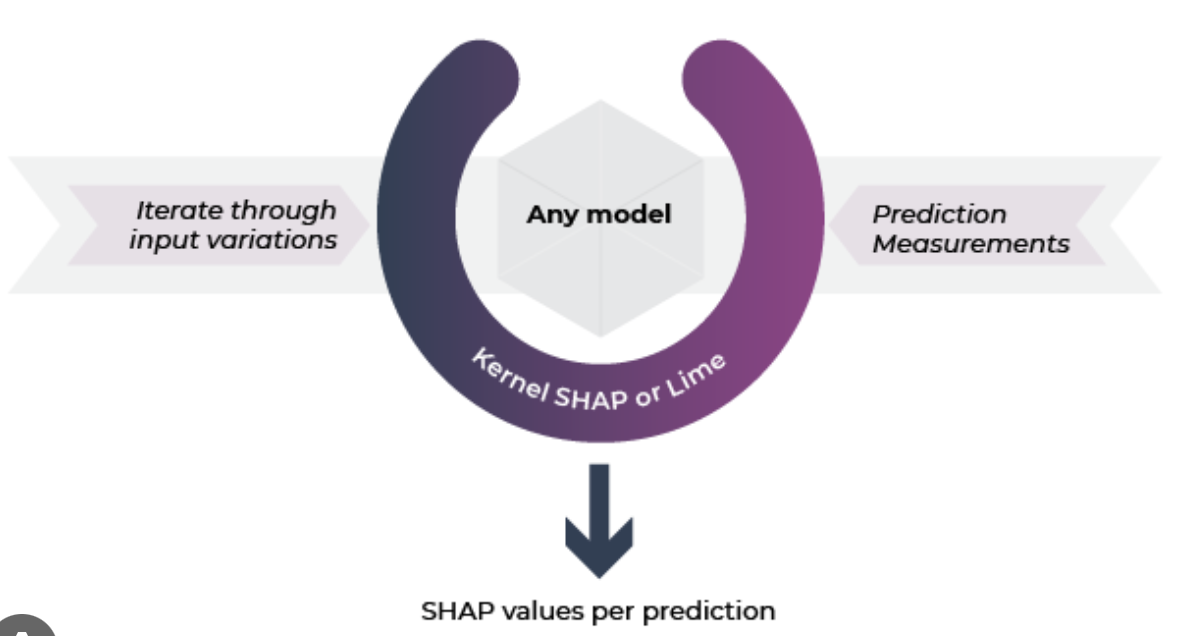 Iterate through
input variations
Any model
Prediction
Measurements
Kernel SHAP or Lime
SHAP values per prediction